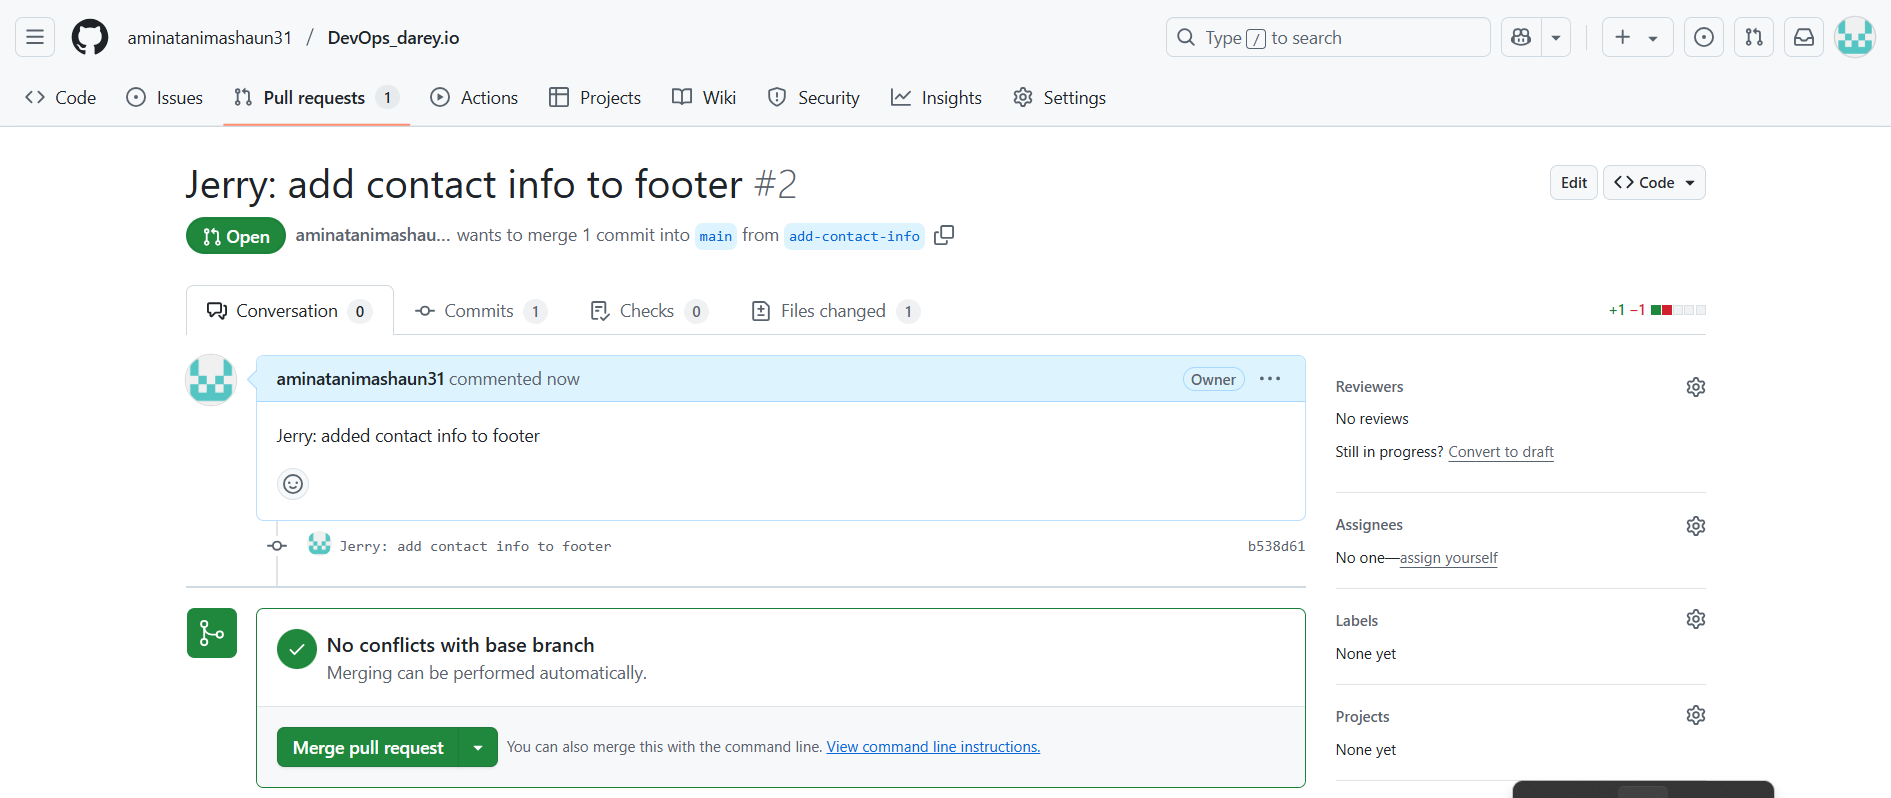 aminatanimashaun31 / DevOps_darey.io
Type / to search
Code Issues Pull requests 1 Actions Projects Wiki Security Insights Settings
Jerry: add contact info to footer #2
Edit Code
Open aminatanimashau... wants to merge 1 commit into main from add-contact-info
Conversation 0 Commits 1 Checks 0 Files changed 1 +1 −1
aminatanimashaun31 commented now Owner
Jerry: added contact info to footer
Jerry: add contact info to footer b538d61
No conflicts with base branch
Merging can be performed automatically.
Merge pull request You can also merge this with the command line. View command line instructions.
Reviewers
No reviews
Still in progress? Convert to draft
Assignees
No one—assign yourself
Labels
None yet
Projects
None yet